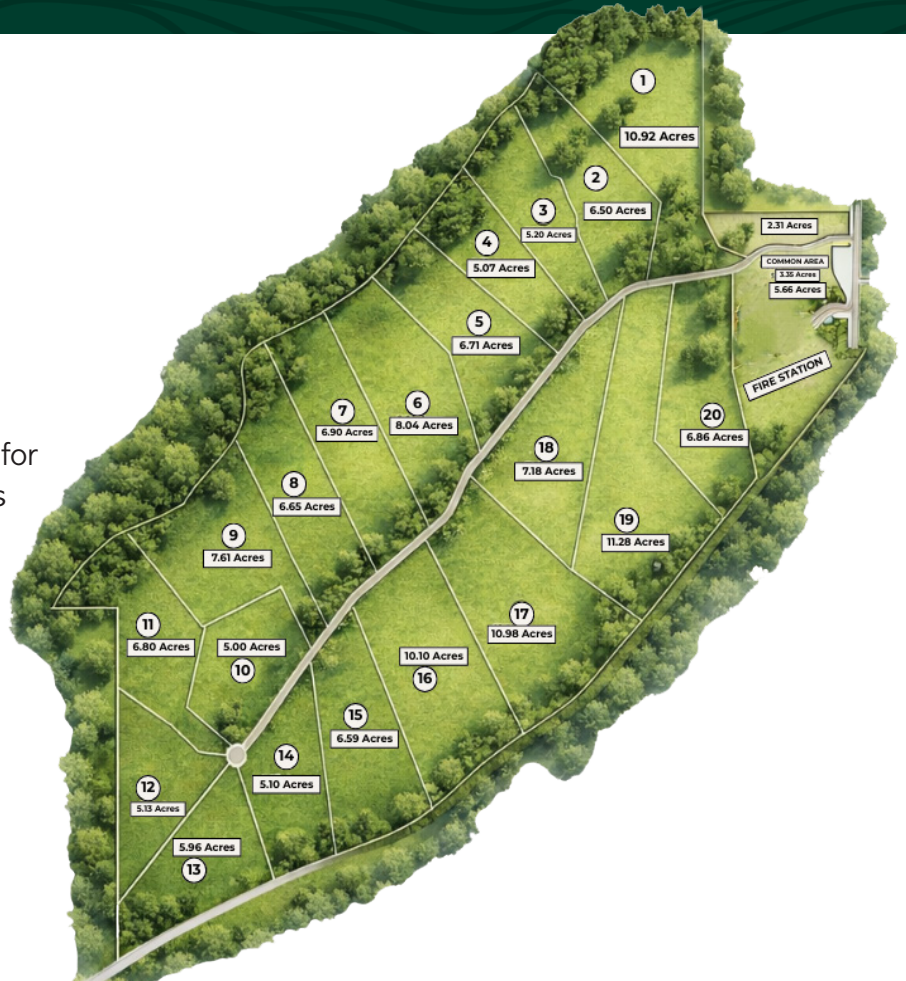 1
10.92 Acres
2
6.50 Acres
3
5.20 Acres
4
5.07 Acres
5
6.71 Acres
6
8.04 Acres
7
6.90 Acres
8
6.65 Acres
9
7.61 Acres
5.00 Acres
10
11
6.80 Acres
12
5.13 Acres
5.96 Acres
13
14
5.10 Acres
15
6.59 Acres
10.10 Acres
16
17
10.98 Acres
18
7.18 Acres
19
11.28 Acres
20
6.86 Acres
2.31 Acres
COMMON AREA
3.35 Acres
5.66 Acres
FIRE STATION
for
s